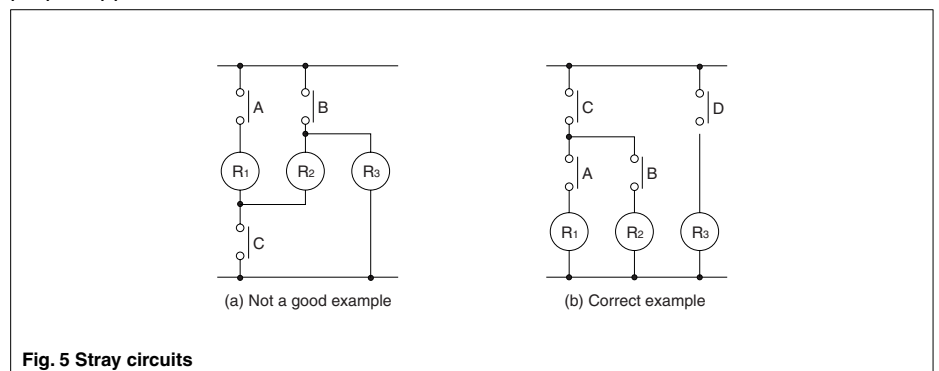 A
B
R1
R2
R3
C
(a) Not a good example
C
D
A
B
R1
R2
R3
(b) Correct example
Fig. 5 Stray circuits